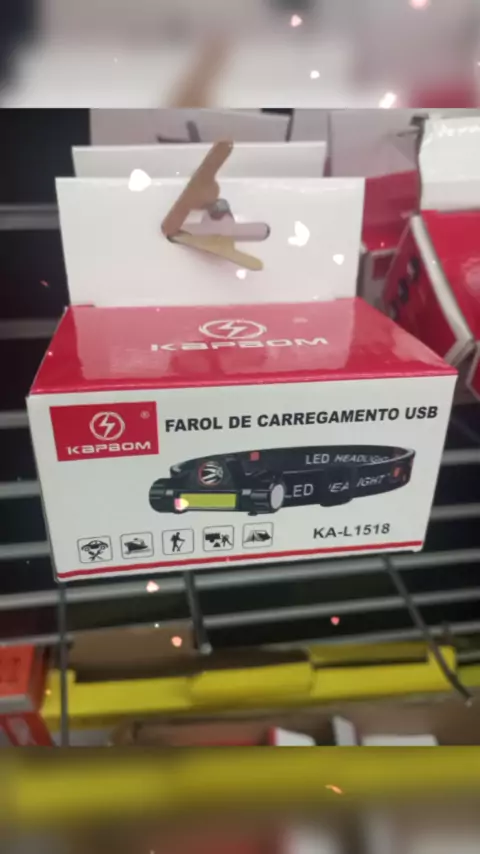 KAPBOM
KAPBOM®
FAROL DE CARREGAMENTO USB
LED HEADLIGHT
LED HEADLIGHT
KA-L1518